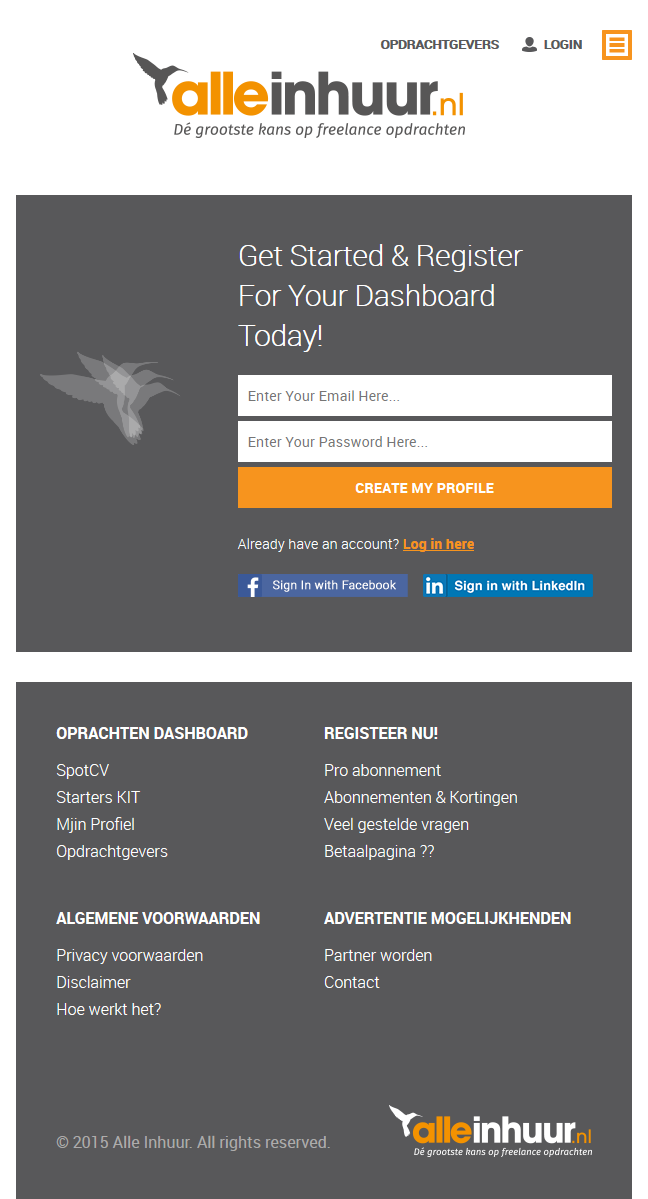 OPDRACHTGEVERS LOGIN
alleinhuur.nl
Dé grootste kans op freelance opdrachten
Get Started & Register
For Your Dashboard
Today!
Enter Your Email Here...
Enter Your Password Here...
CREATE MY PROFILE
Already have an account? Log in here
f Sign In with Facebook
in Sign in with LinkedIn
OPRACHTEN DASHBOARD
SpotCV
Starters KIT
Mjin Profiel
Opdrachtgevers
REGISTEER NU!
Pro abonnement
Abonnementen & Kortingen
Veel gestelde vragen
Betaalpagina ??
ALGEMENE VOORWAARDEN
Privacy voorwaarden
Disclaimer
Hoe werkt het?
ADVERTENTIE MOGELIJKHENDEN
Partner worden
Contact
© 2015 Alle Inhuur. All rights reserved.
alleinhuur.nl
Dé grootste kans op freelance opdrachten